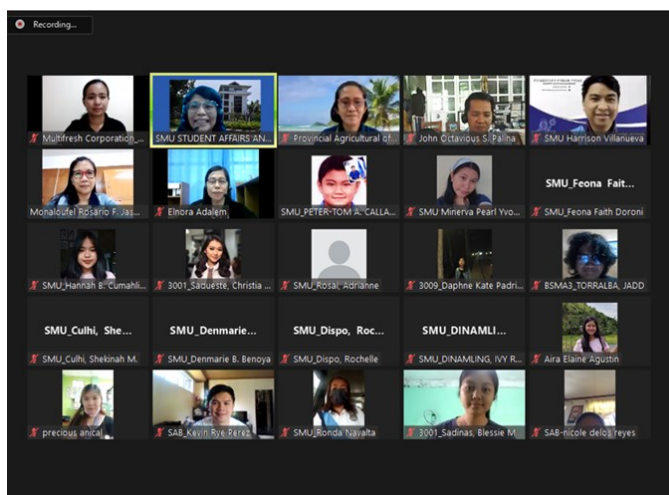 Recording...
Multifresh Corporation_...
SMU STUDENT AFFAIRS AN...
Provincial Agricultural of...
John Octavious S. Palina
SMU Harrison Villanueva
Monaloufel Rosario F. Jas...
Elnora Adalem
SMU_PETER-TOM A. CALLA...
SMU Minerva Pearl Yvo...
SMU_Feona Fait...
SMU_Feona Faith Doroni
SMU_Hannah B. Cumahli...
3001_Sadueste, Christia ...
SMU_Rosal, Adrianne
3009_Daphne Kate Padri...
BSMA3_TORRALBA, JADD
SMU_Culhi, She...
SMU_Culhi, Shekinah M.
SMU_Denmarie...
SMU_Denmarie B. Benoya
SMU_Dispo, Roc...
SMU_Dispo, Rochelle
SMU_DINAMLI...
SMU_DINAMLING, IVY R...
Aira Elaine Agustin
precious anical
SAB_Kevin Rye Perez
SMU_Ronda Navalta
3001_Sadinas, Blessie M.
SAB-nicole delos reyes